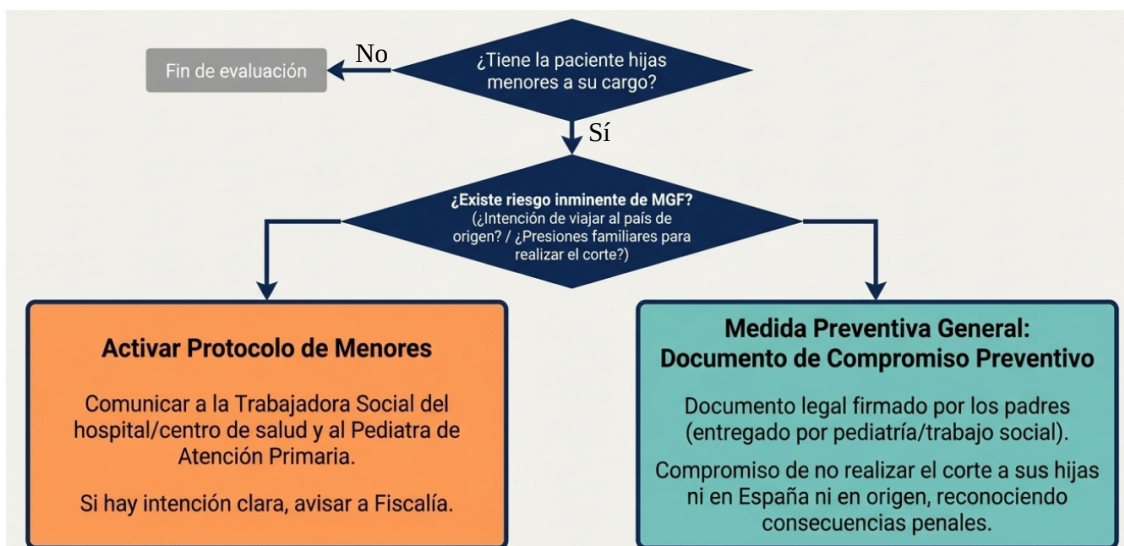 ¿Tiene la paciente hijas
menores a su cargo?
No
Fin de evaluación
Sí
¿Existe riesgo inminente de MGF?
(¿Intención de viajar al país de
origen? / ¿Presiones familiares para
realizar el corte?)
Activar Protocolo de Menores
Comunicar a la Trabajadora Social del
hospital/centro de salud y al Pediatra de
Atención Primaria.
Si hay intención clara, avisar a Fiscalía.
Medida Preventiva General:
Documento de Compromiso Preventivo
Documento legal firmado por los padres
(entregado por pediatría/trabajo social).
Compromiso de no realizar el corte a sus hijas
ni en España ni en origen, reconociendo
consecuencias penales.